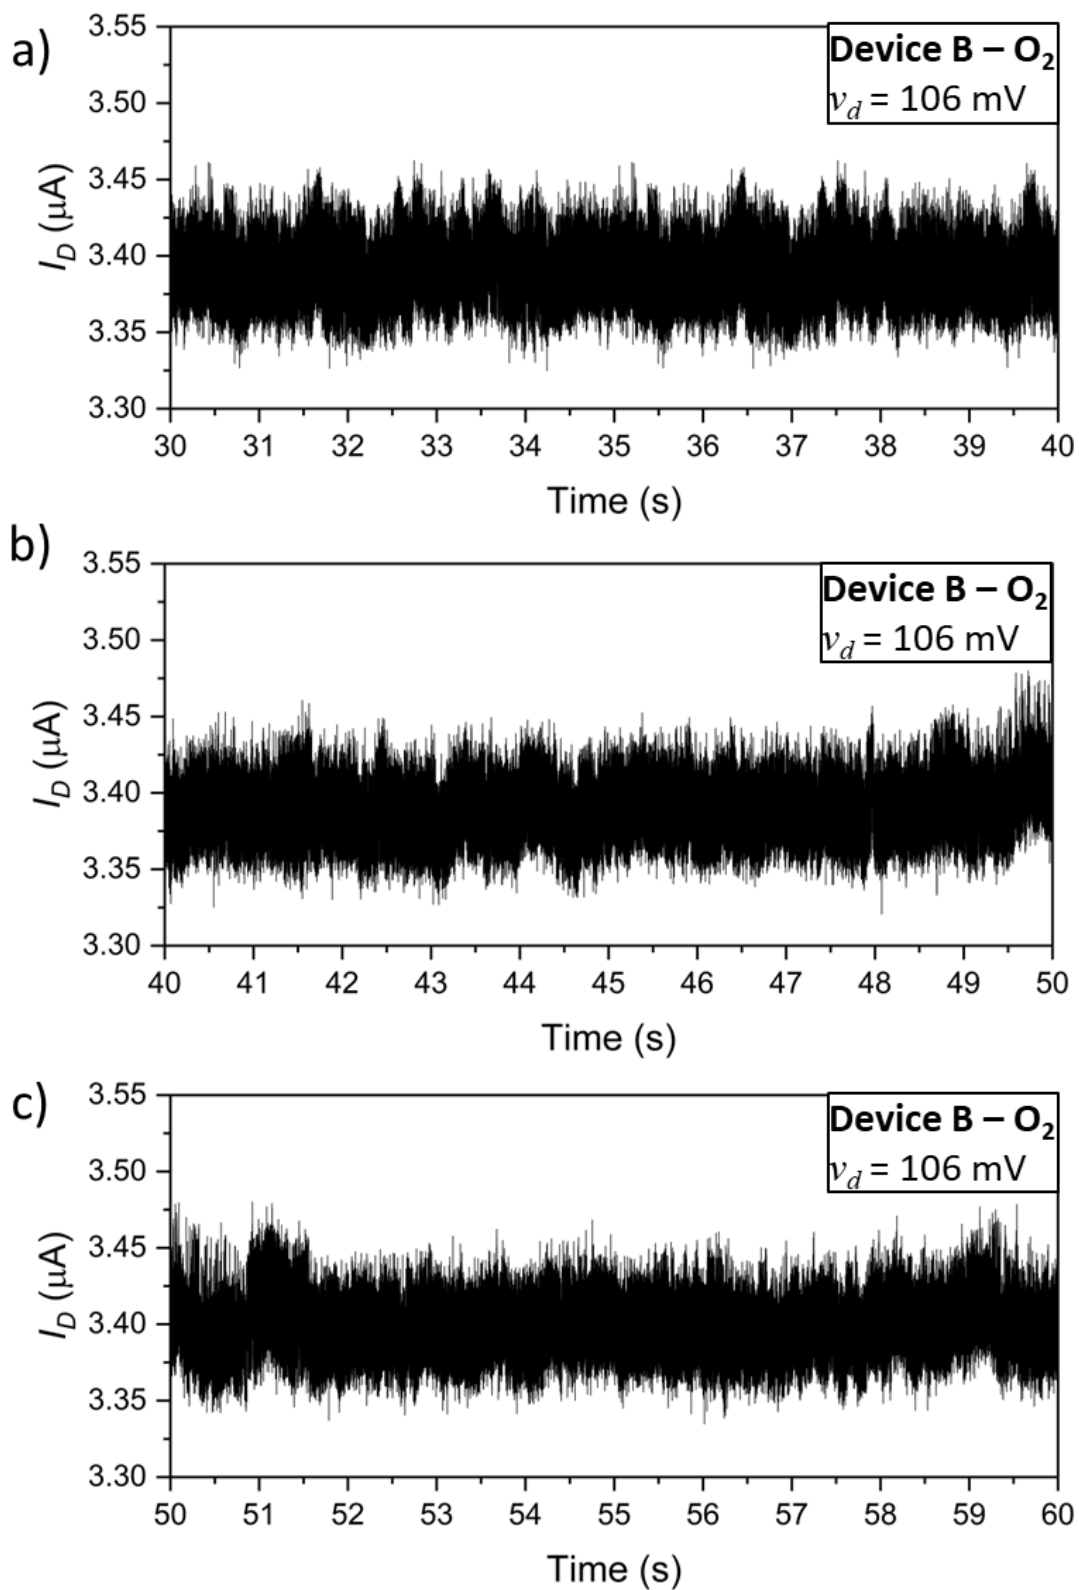 a)
3.55
3.50
3.45
3.40
3.35
3.30
I_D (μA)
Device B – O₂
v_d = 106 mV
30 31 32 33 34 35 36 37 38 39 40
Time (s)
b)
3.55
3.50
3.45
3.40
3.35
3.30
I_D (μA)
Device B – O₂
v_d = 106 mV
40 41 42 43 44 45 46 47 48 49 50
Time (s)
c)
3.55
3.50
3.45
3.40
3.35
3.30
I_D (μA)
Device B – O₂
v_d = 106 mV
50 51 52 53 54 55 56 57 58 59 60
Time (s)